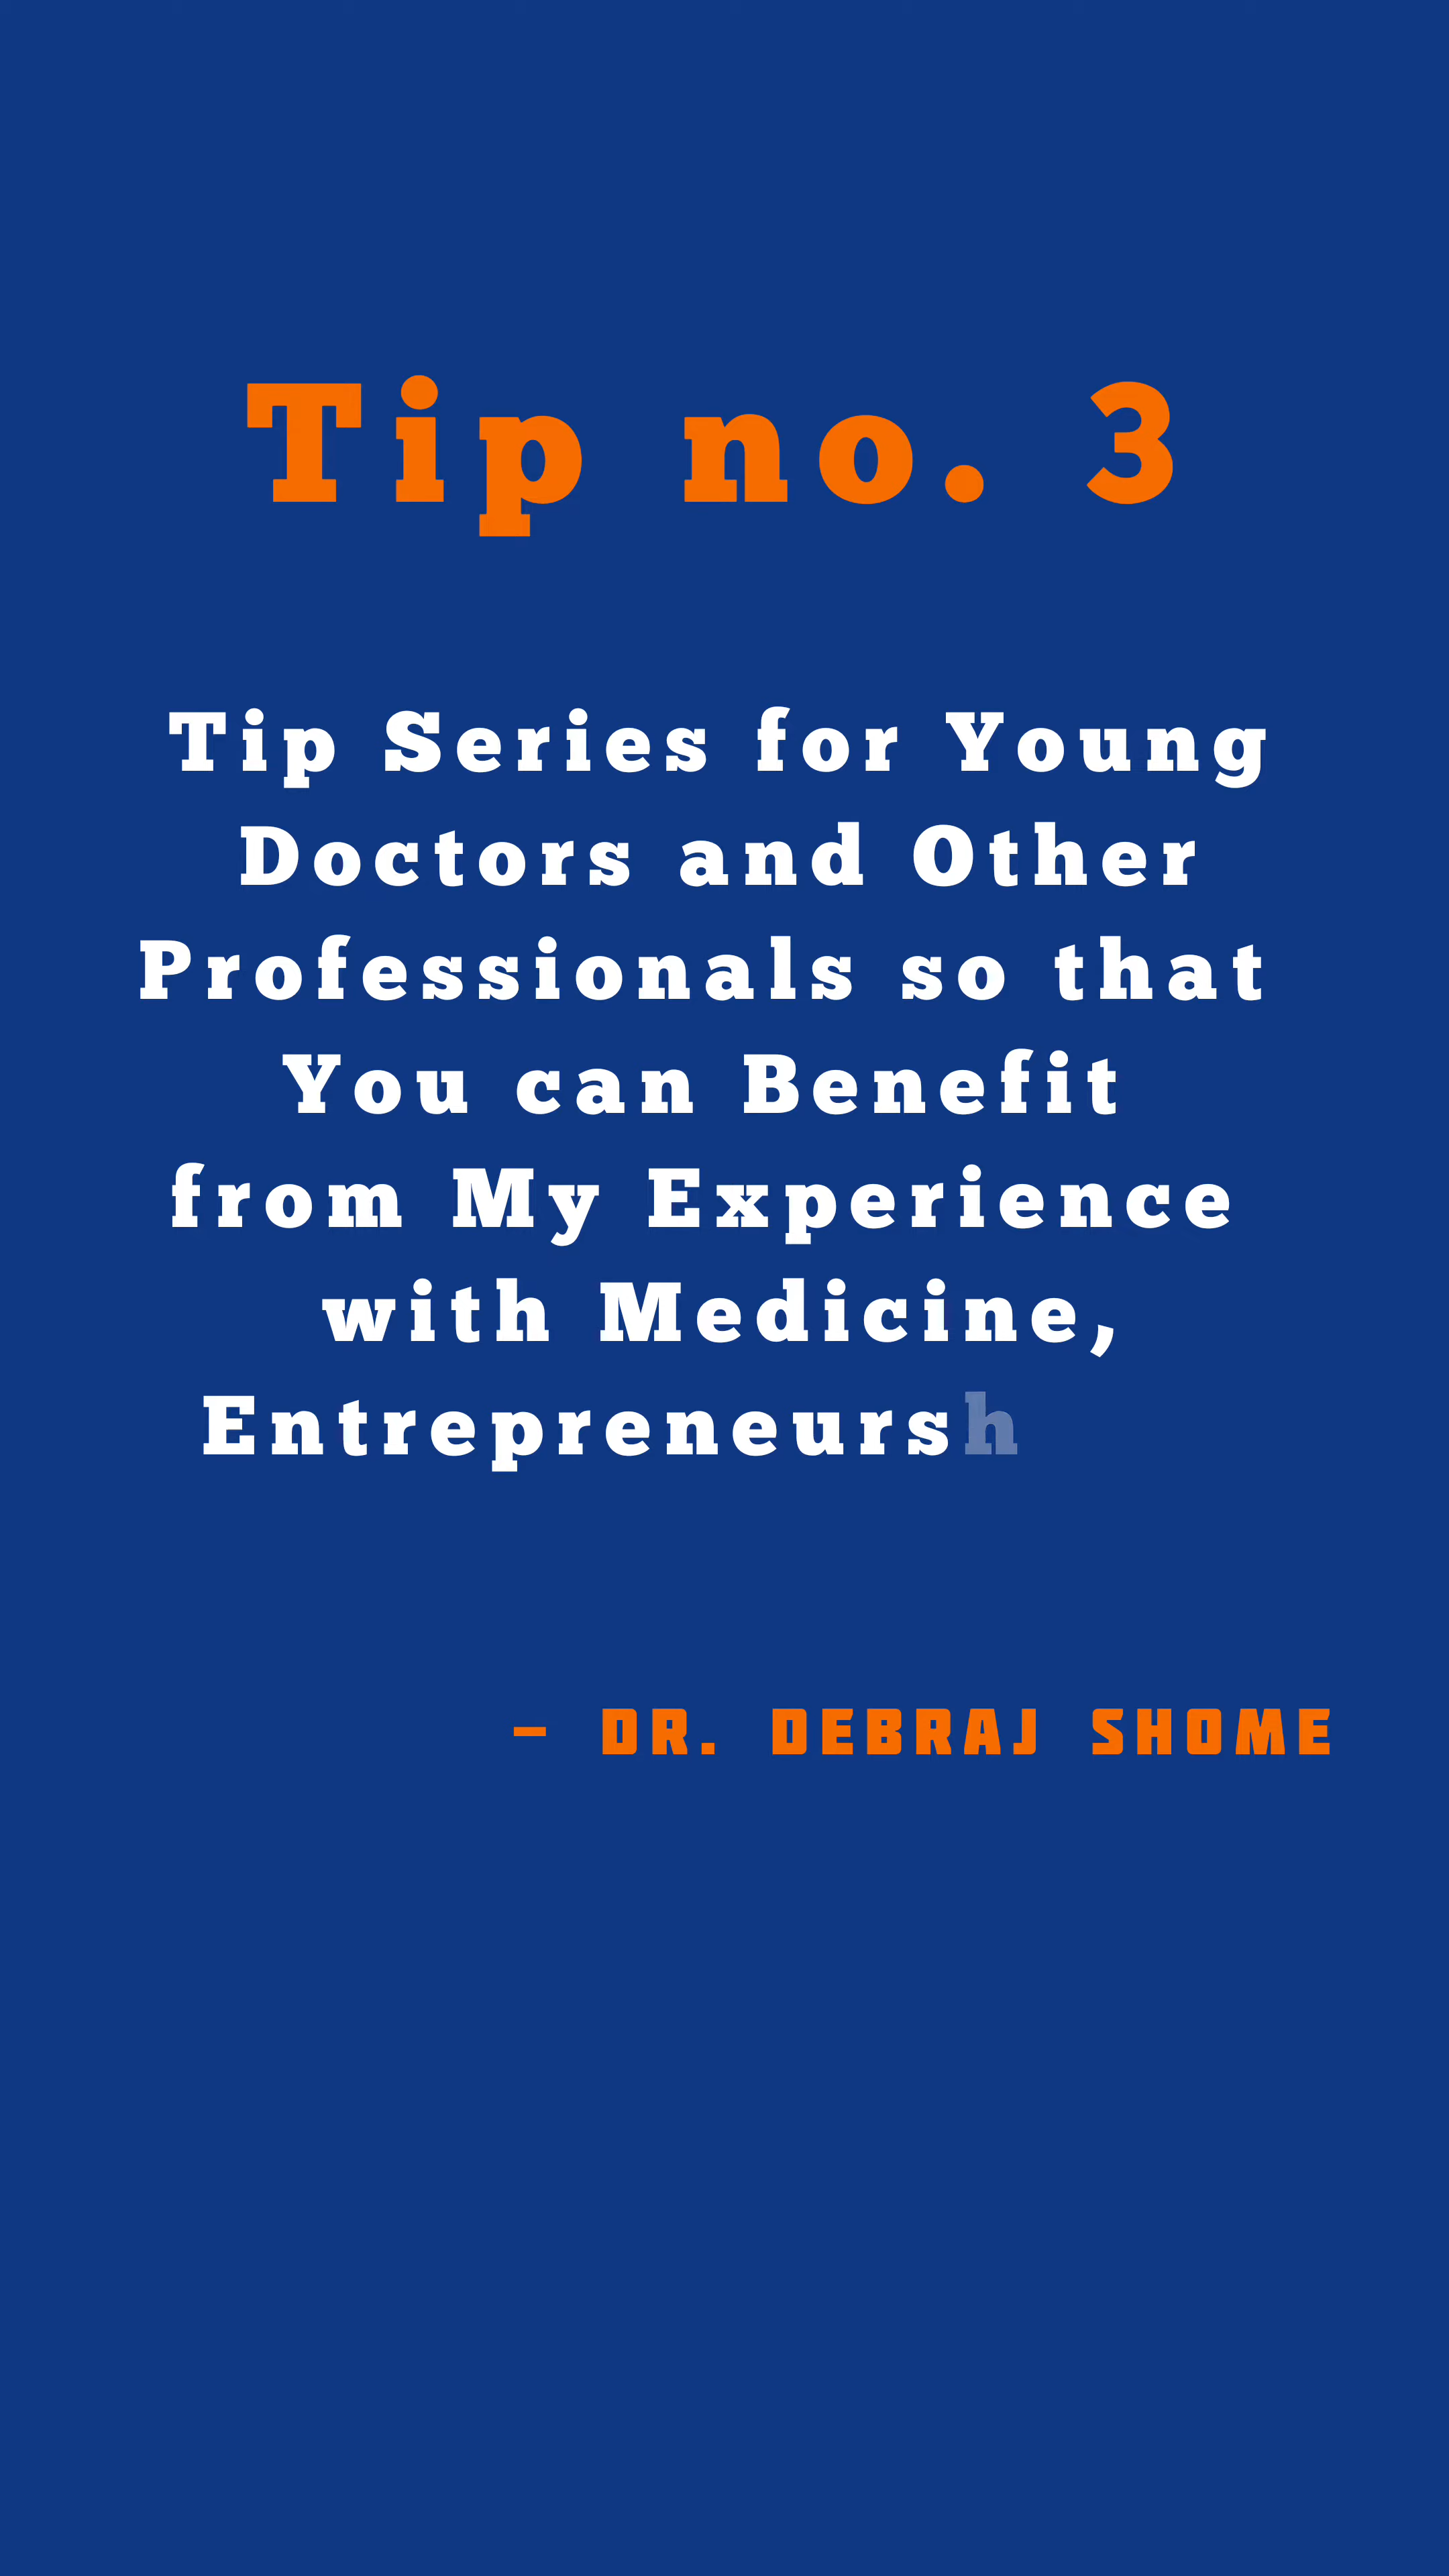 Tip no. 3
Tip Series for Young
Doctors and Other
Professionals so that
You can Benefit
from My Experience
with Medicine,
Entrepreneursh
– DR. DEBRAJ SHOME